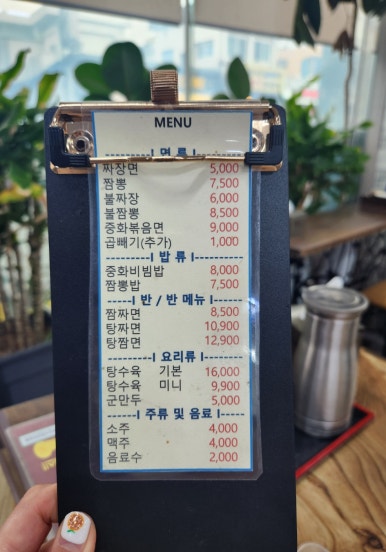 MENU
---------I 면 류 I---------
짜장면 5,000
짬뽕 7,500
불짜장 6,000
불짬뽕 8,500
중화볶음면 9,000
곱빼기(추가) 1,000
---------I 밥 류 I---------
중화비빔밥 8,000
짬뽕밥 7,500
-----I 반 / 반 메뉴 I-----
짬짜면 8,500
탕짜면 10,900
탕짬면 12,900
---------I 요리류 I--------
탕수육 기본 16,000
탕수육 미니 9,900
군만두 5,000
------I 주류 및 음료 I-----
소주 4,000
맥주 4,000
음료수 2,000